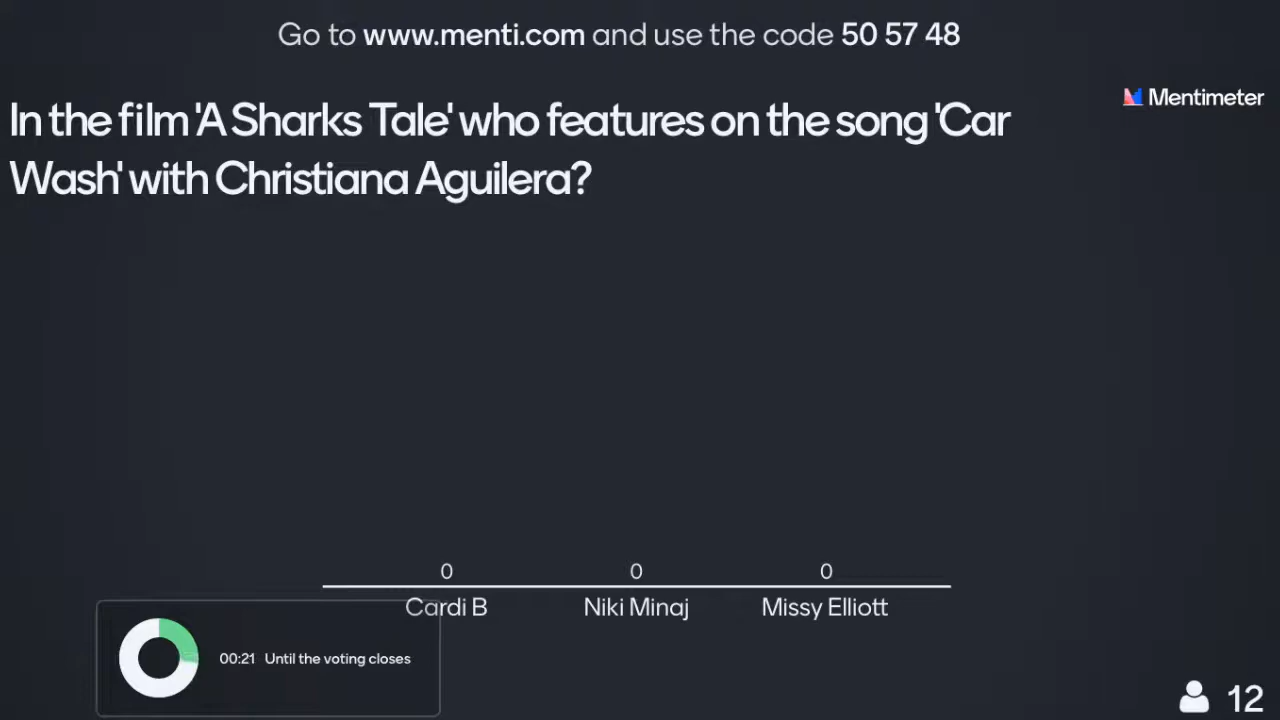 Go to www.menti.com and use the code 50 57 48
Mentimeter
In the film 'A Sharks Tale' who features on the song 'Car
Wash' with Christiana Aguilera?
0 0 0
Cardi B Niki Minaj Missy Elliott
00:21 Until the voting closes
12